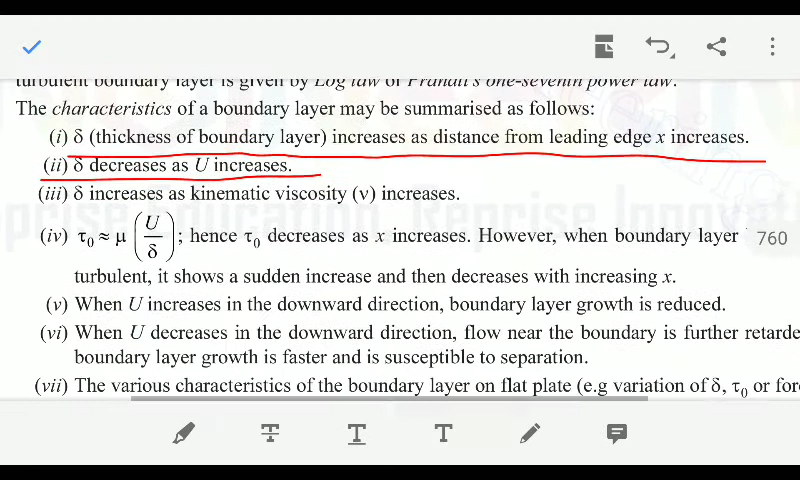 turbulent boundary layer is given by Log law or Prandtl's one-seventh power law.
The characteristics of a boundary layer may be summarised as follows:
(i) δ (thickness of boundary layer) increases as distance from leading edge x increases.
(ii) δ decreases as U increases.
(iii) δ increases as kinematic viscosity (ν) increases.
(iv) τ₀ ≈ μ (U/δ); hence τ₀ decreases as x increases. However, when boundary layer
760
turbulent, it shows a sudden increase and then decreases with increasing x.
(v) When U increases in the downward direction, boundary layer growth is reduced.
(vi) When U decreases in the downward direction, flow near the boundary is further retarde
boundary layer growth is faster and is susceptible to separation.
(vii) The various characteristics of the boundary layer on flat plate (e.g variation of δ, τ₀ or for
T T T